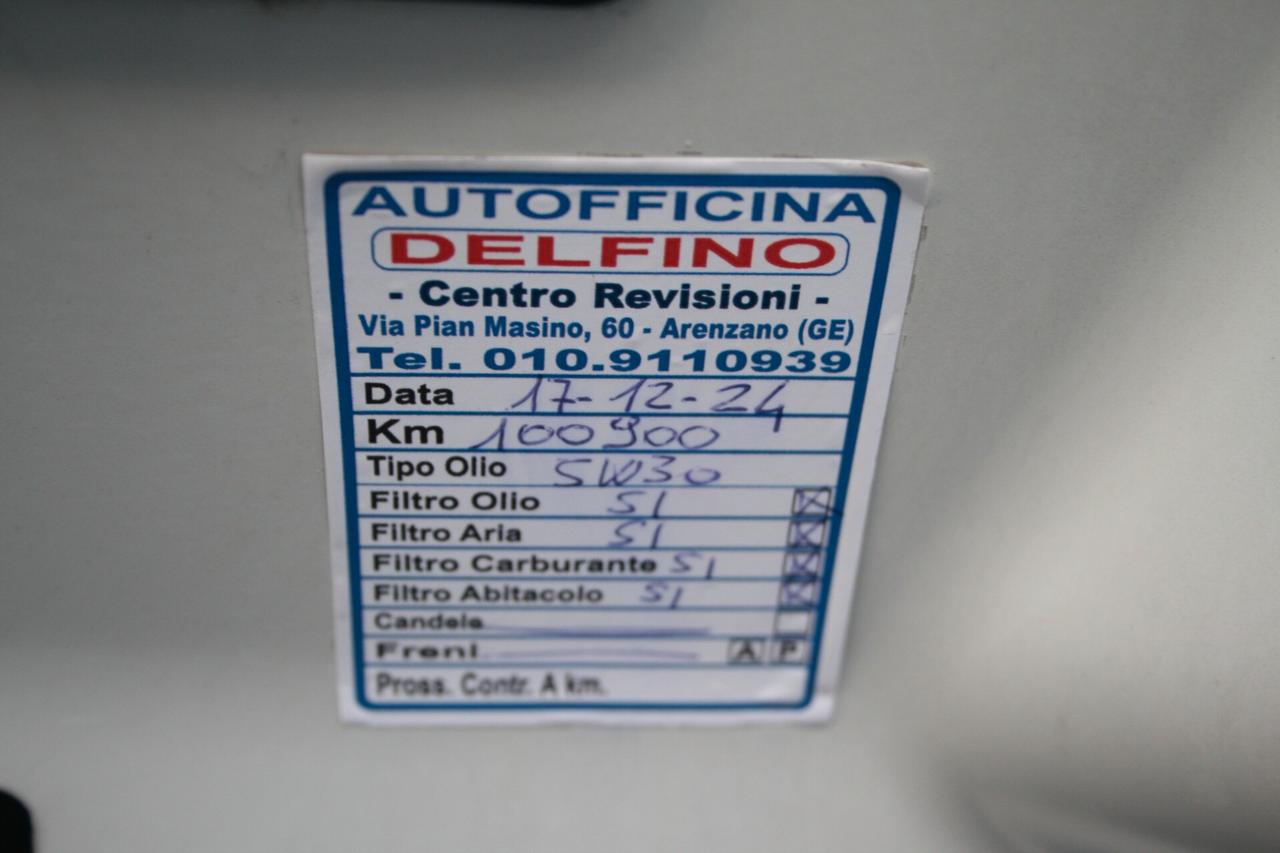 AUTOFFICINA
DELFINO
- Centro Revisioni -
Via Pian Masino, 60 - Arenzano (GE)
Tel. 010.9110939
Data 17-12-24
Km 100900
Tipo Olio 5W30
Filtro Olio SI
Filtro Aria SI
Filtro Carburante SI
Filtro Abitacolo SI
Candele
Freni A P
Pross. Contr. A km.